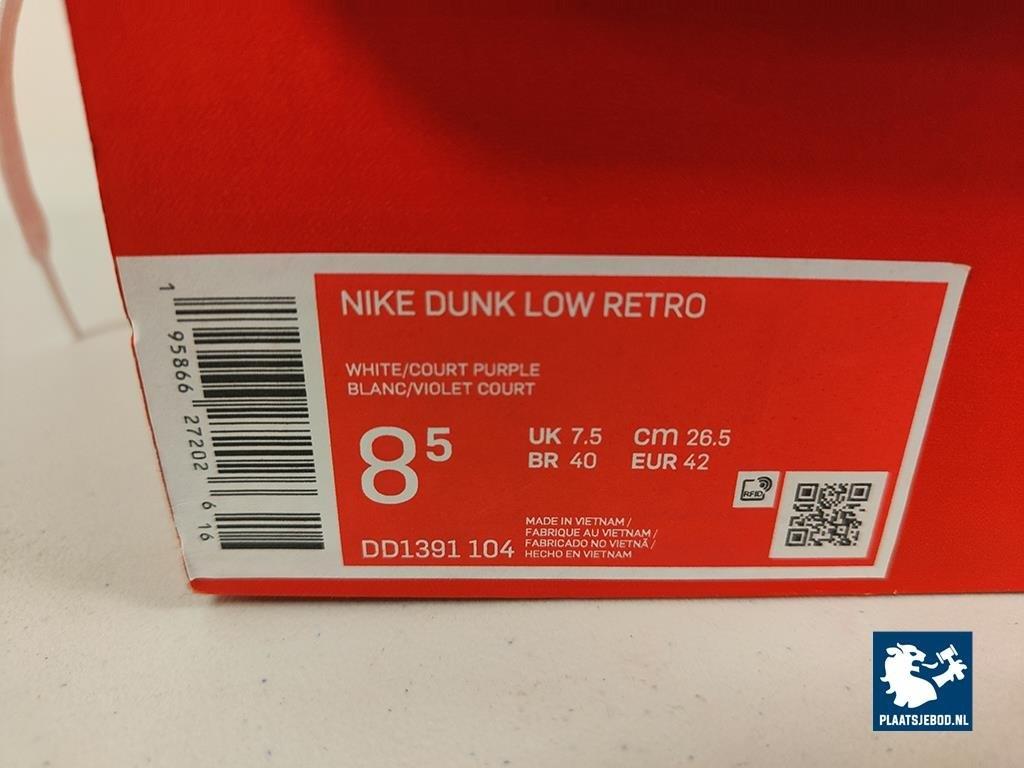 1 95866 27202 6 16
NIKE DUNK LOW RETRO
WHITE/COURT PURPLE
BLANC/VIOLET COURT
8⁵
UK 7.5 cm 26.5
BR 40 EUR 42
RFID
DD1391 104
MADE IN VIETNAM /
FABRIQUE AU VIETNAM /
FABRICADO NO VIETNÃ /
HECHO EN VIETNAM
PLAATSJEBOD.NL